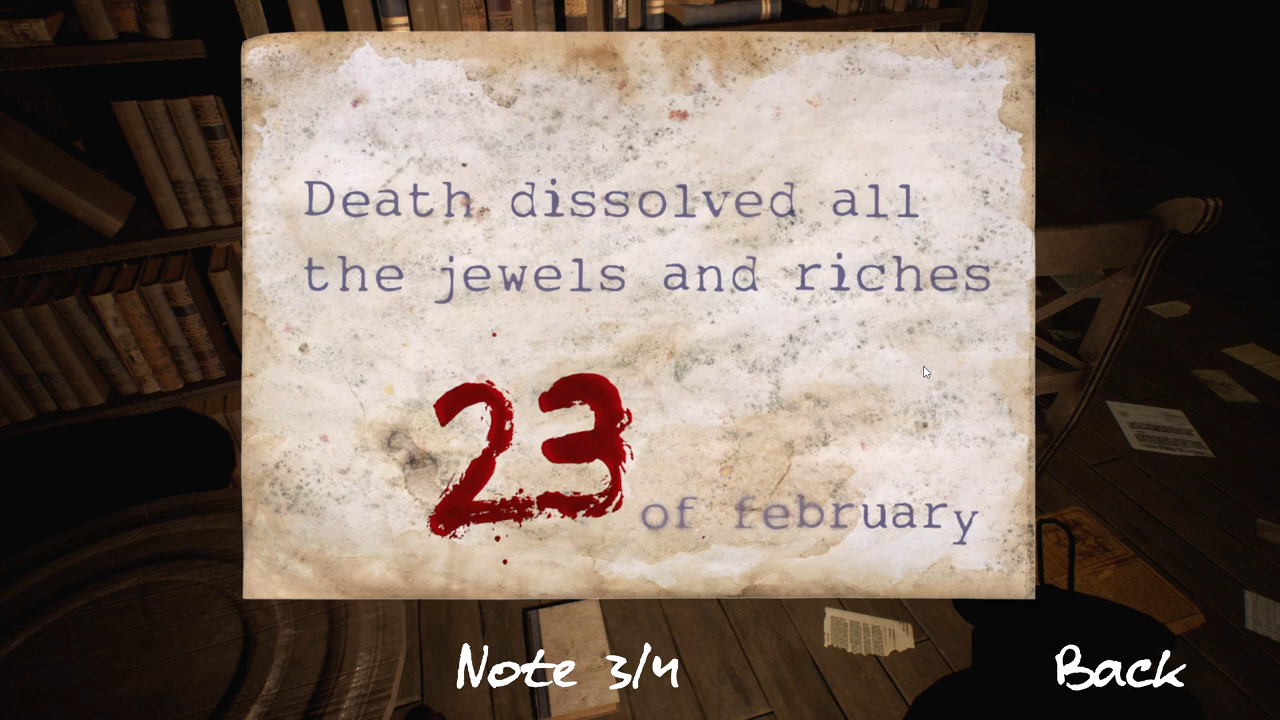 Death dissolved all
the jewels and riches
23 of february
Note 3/4
Back